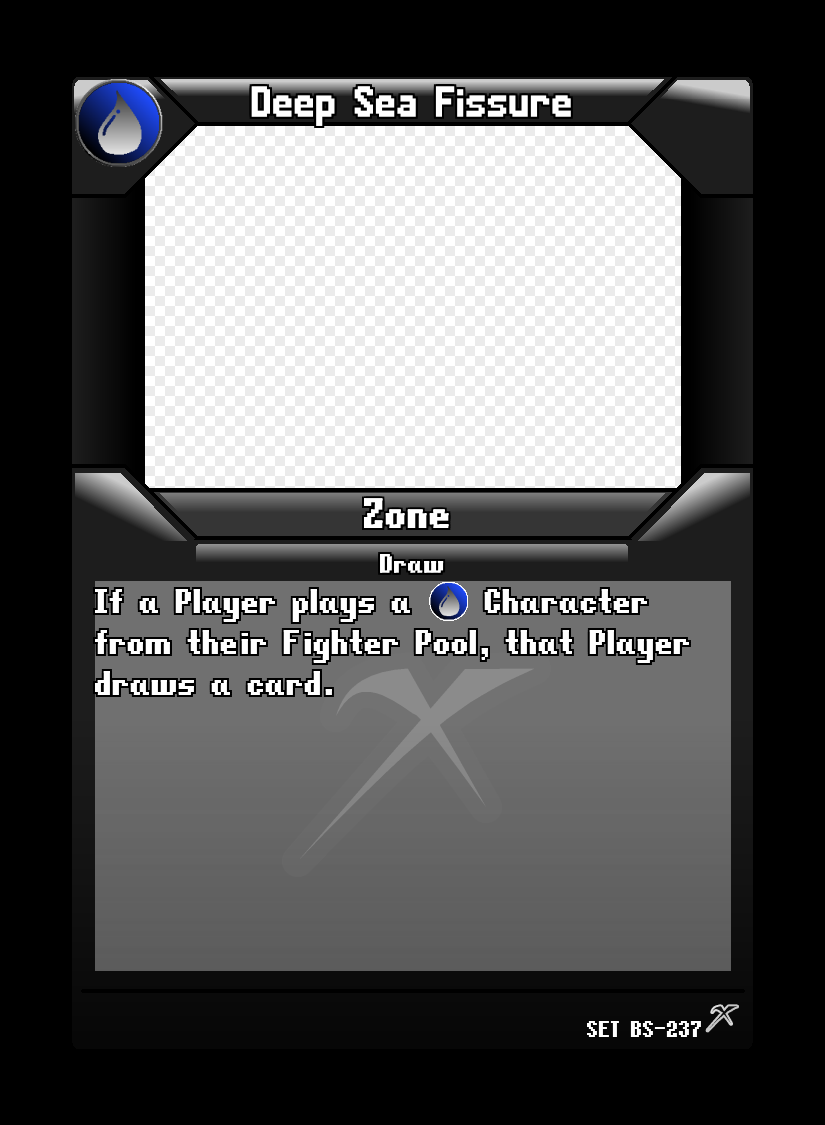 Deep Sea Fissure
Zone
Draw
If a Player plays a Character
from their Fighter Pool, that Player
draws a card.
SET BS-237